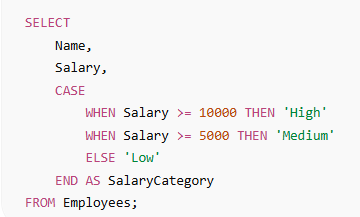 SELECT
    Name,
    Salary,
    CASE
        WHEN Salary >= 10000 THEN 'High'
        WHEN Salary >= 5000 THEN 'Medium'
        ELSE 'Low'
    END AS SalaryCategory
FROM Employees;